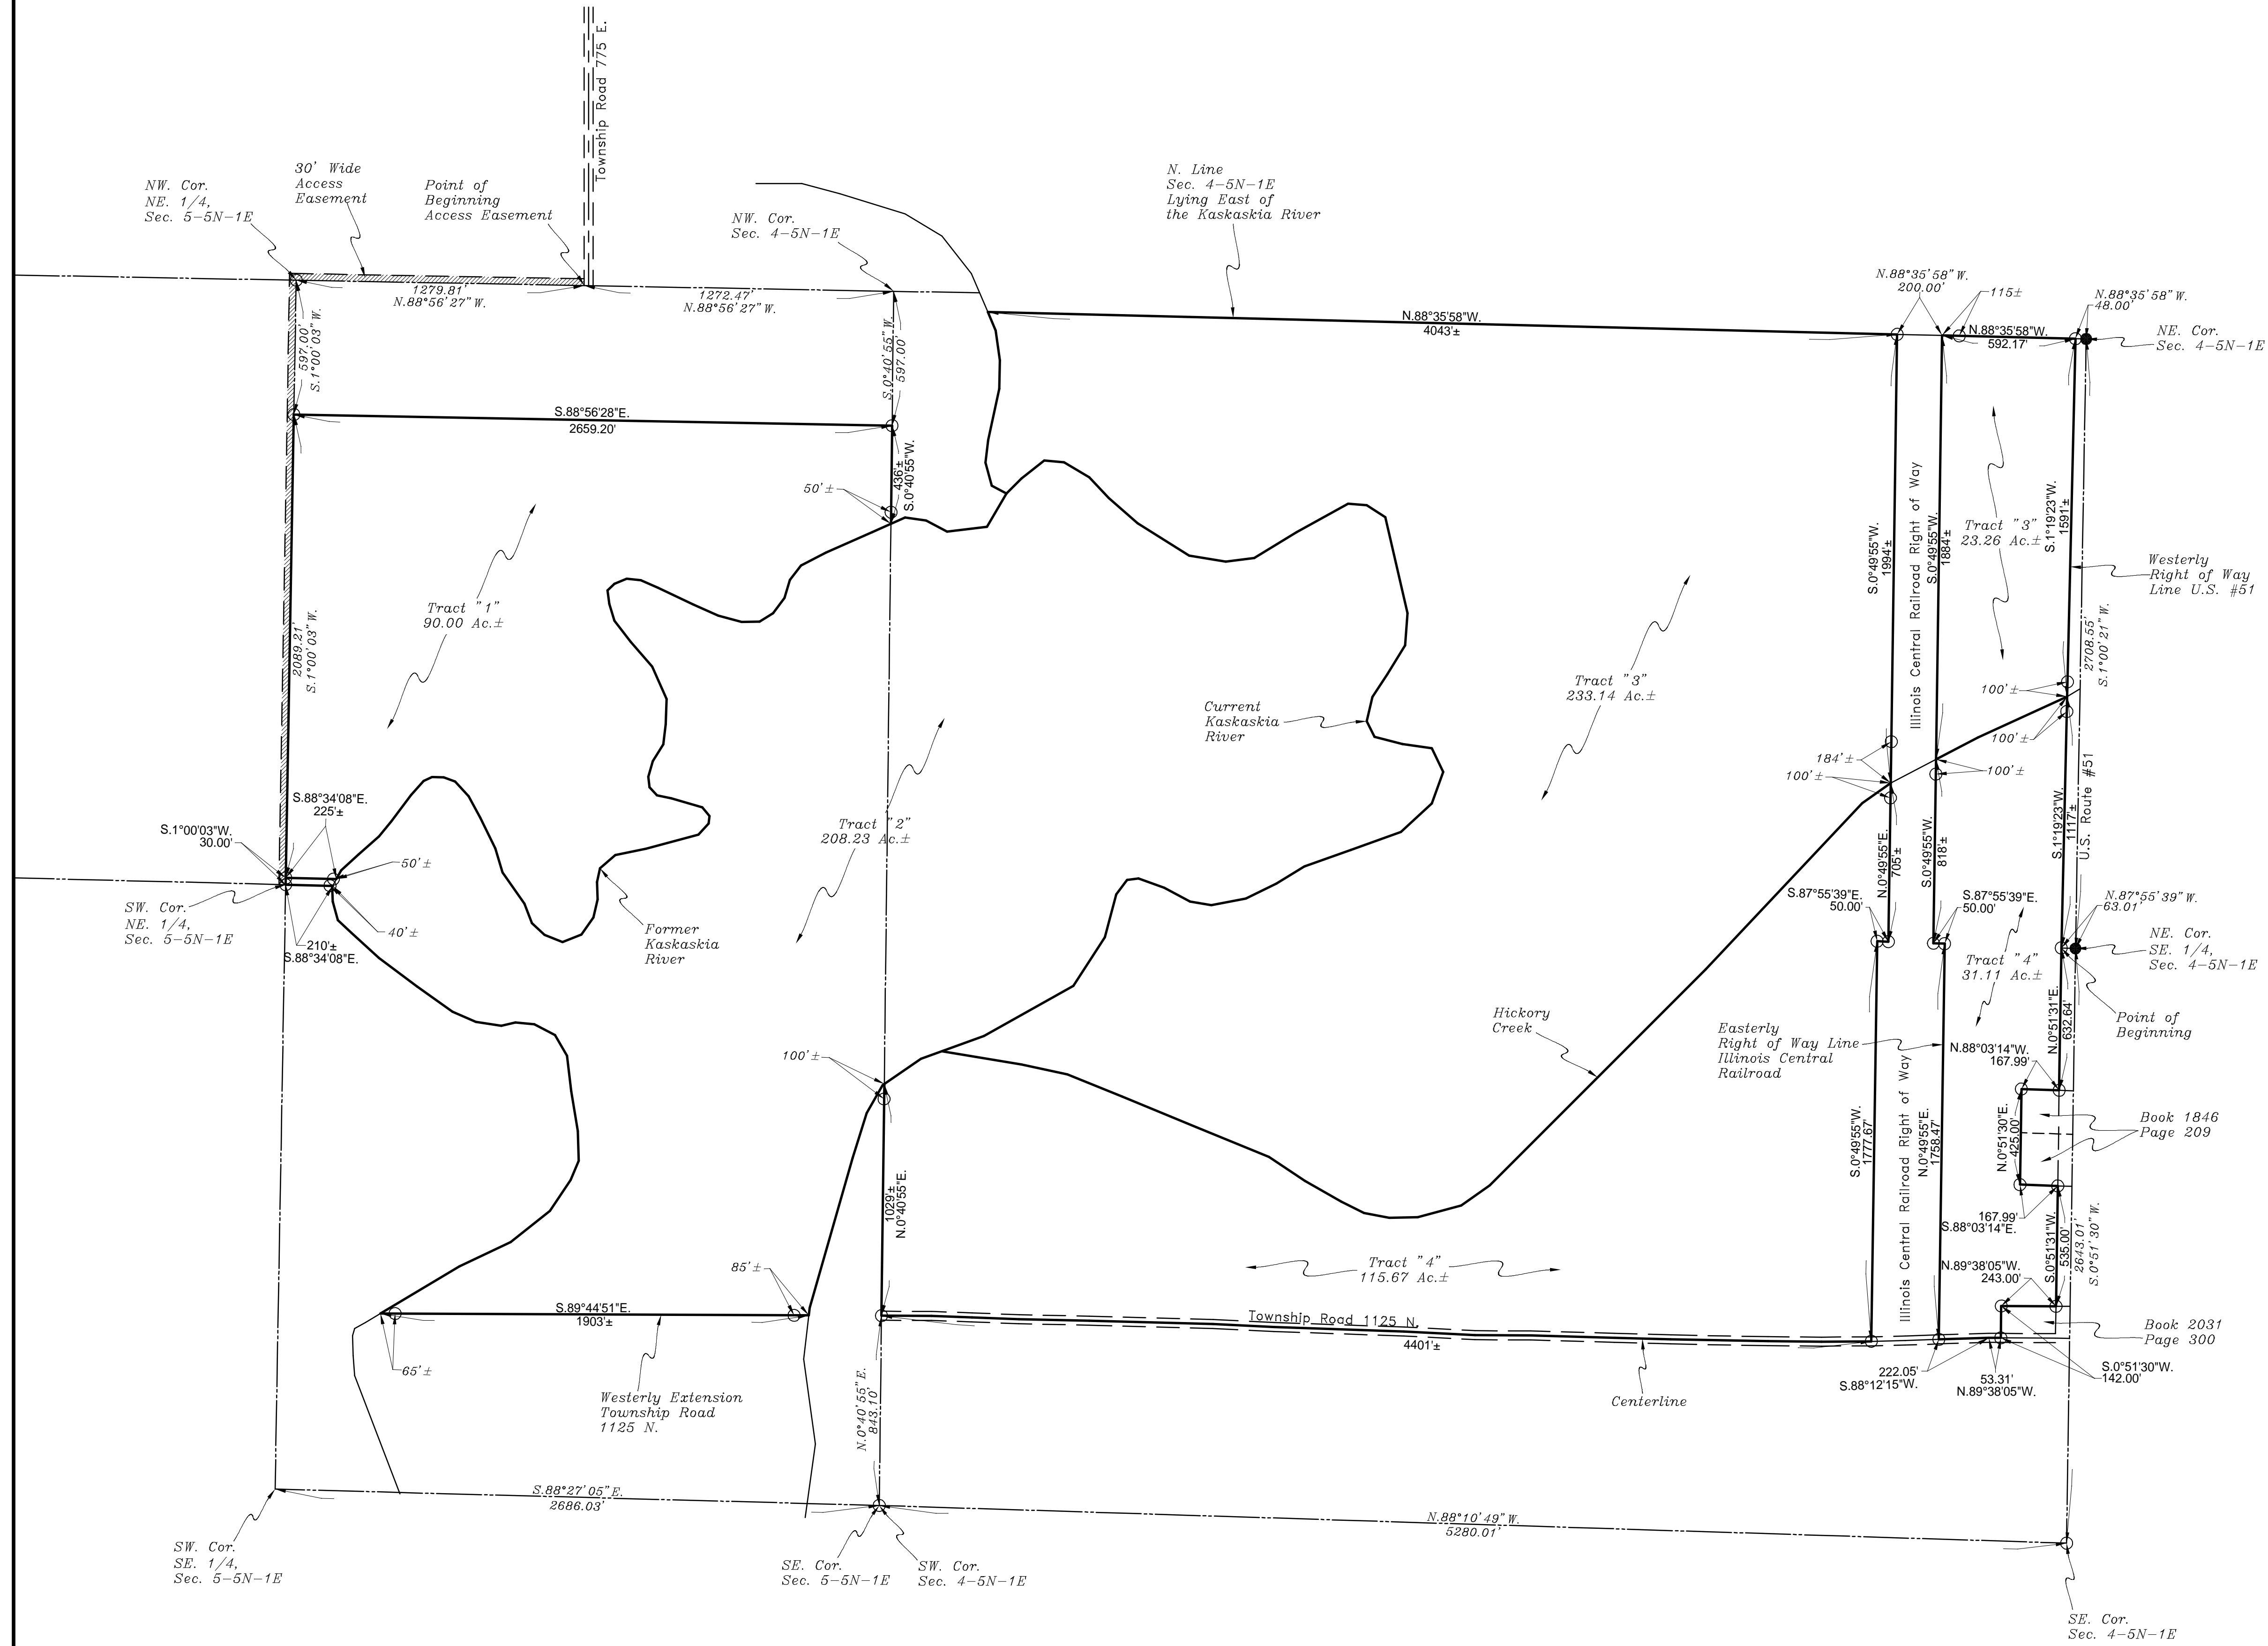 Township Road 775 E.
NW. Cor.
NE. 1/4,
Sec. 5-5N-1E
30' Wide
Access
Easement
Point of
Beginning
Access Easement
NW. Cor.
Sec. 4-5N-1E
N. Line
Sec. 4-5N-1E
Lying East of
the Kaskaskia River
1279.81'
N.88°56'27"W.
1272.47'
N.88°56'27"W.
N.88°35'58"W.
4043'±
N.88°35'58"W.
200.00'
115±
N.88°35'58"W.
592.17'
N.88°35'58"W.
48.00'
NE. Cor.
Sec. 4-5N-1E
597.00'
S.1°00'03"W.
S.0°40'55"W.
597.00'
S.88°56'28"E.
2659.20'
436'±
S.0°40'55"W.
50'±
Tract "1"
90.00 Ac.±
2089.21'
S.1°00'03"W.
S.0°49'55"W.
1994'±
Illinois Central Railroad Right of Way
S.0°49'55"W.
1884'±
Tract "3"
23.26 Ac.±
S.1°19'23"W.
1591'±
Westerly
Right of Way
Line U.S. #51
2708.55'
S.1°00'21"W.
Tract "3"
233.14 Ac.±
Current
Kaskaskia
River
100'±
100'±
184'±
100'±
100'±
Tract "2"
208.23 Ac.±
S.88°34'08"E.
225'±
S.1°00'03"W.
30.00'
50'±
SW. Cor.
NE. 1/4,
Sec. 5-5N-1E
210'±
S.88°34'08"E.
40'±
Former
Kaskaskia
River
N.0°49'55"E.
705'±
S.0°49'55"W.
818'±
S.1°19'23"W.
1117'±
U.S. Route #51
S.87°55'39"E.
50.00'
S.87°55'39"E.
50.00'
N.87°55'39"W.
63.01'
NE. Cor.
SE. 1/4,
Sec. 4-5N-1E
Tract "4"
31.11 Ac.±
Hickory
Creek
Easterly
Right of Way Line
Illinois Central
Railroad
N.0°51'31"E.
632.64'
Point of
Beginning
N.88°03'14"W.
167.99'
100'±
Book 1846
Page 209
N.0°51'30"E.
425.00'
S.0°49'55"W.
1777.67'
Illinois Central Railroad Right of Way
N.0°49'55"E.
1758.47'
1029'±
N.0°40'55"E.
167.99'
S.88°03'14"E.
S.0°51'31"W.
535.00'
2643.01'
S.0°51'30"W.
85'±
Tract "4"
115.67 Ac.±
N.89°38'05"W.
243.00'
S.89°44'51"E.
1903'±
Township Road 1125 N.
4401'±
Book 2031
Page 300
65'±
Westerly Extension
Township Road
1125 N.
N.0°40'55"E.
843.10'
Centerline
222.05'
S.88°12'15"W.
53.31'
N.89°38'05"W.
S.0°51'30"W.
142.00'
S.88°27'05"E.
2686.03'
N.88°10'49"W.
5280.01'
SW. Cor.
SE. 1/4,
Sec. 5-5N-1E
SE. Cor.
Sec. 5-5N-1E
SW. Cor.
Sec. 4-5N-1E
SE. Cor.
Sec. 4-5N-1E